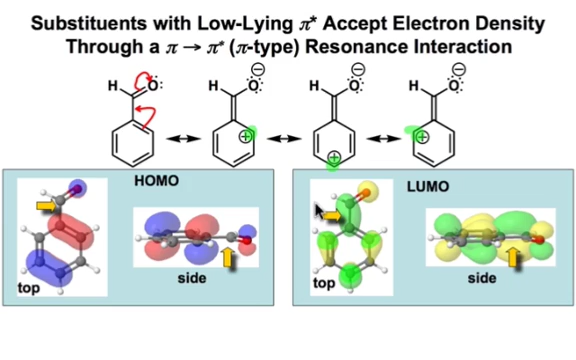 Substituents with Low-Lying π* Accept Electron Density
Through a π → π* (π-type) Resonance Interaction
H O: H O: H O: H O:
HOMO
LUMO
top
side
top
side